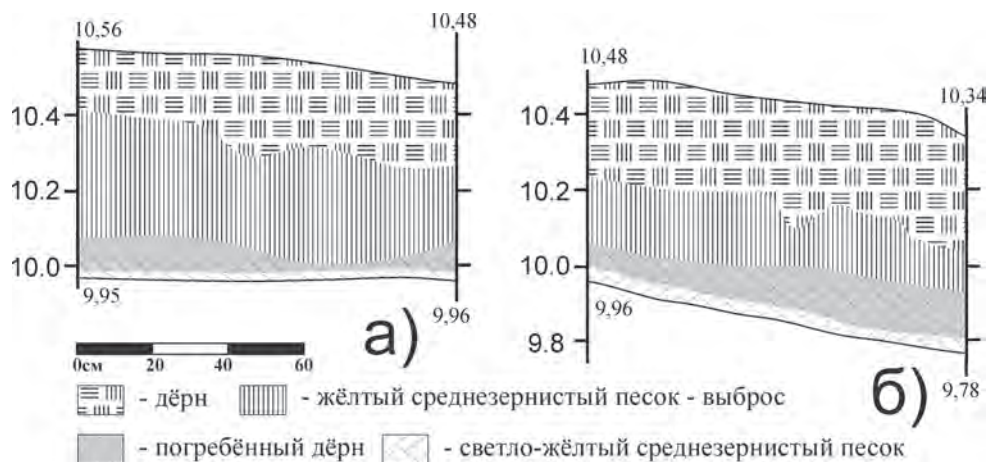 10,56
10,48
10.4
10.2
10.0
9,95
9,96
а)
0см 20 40 60
10,48
10,34
10.4
10.2
10.0
9.8
9,96
9,78
б)
- дёрн
- жёлтый среднезернистый песок - выброс
- погребённый дёрн
- светло-жёлтый среднезернистый песок